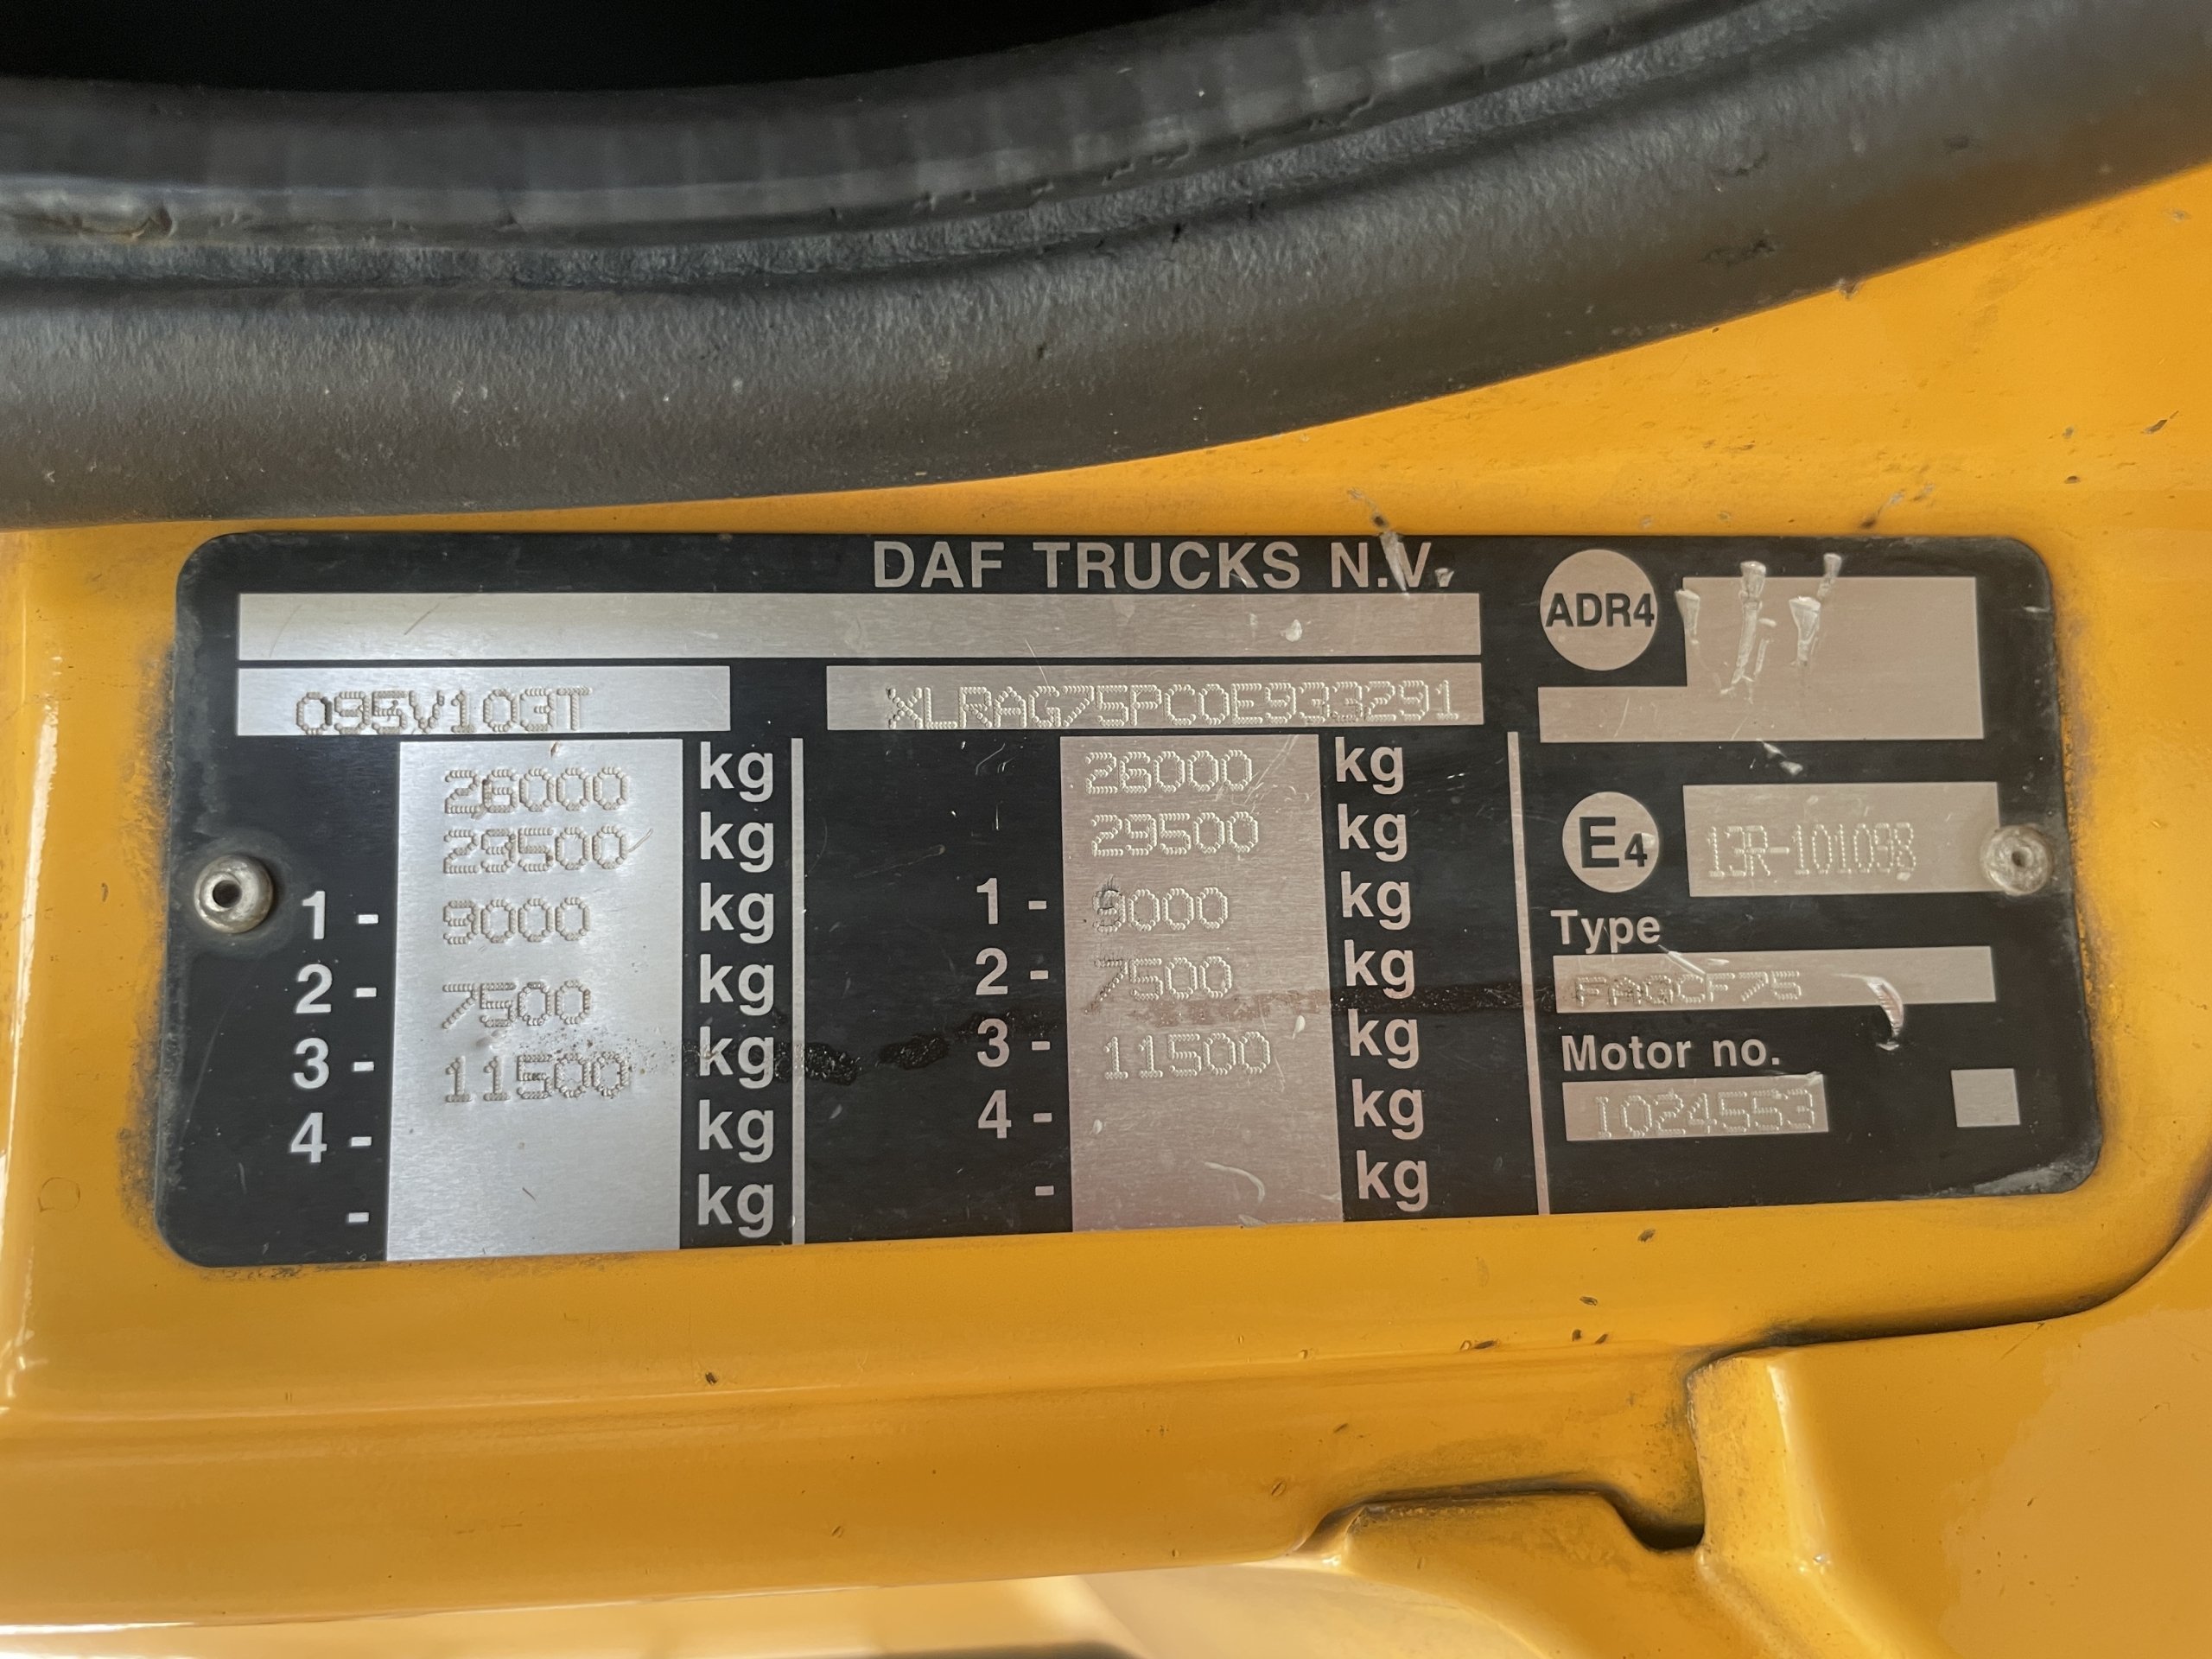 DAF TRUCKS N.V.
ADR4
095V103T XLRAG75PC0E933291
26000 kg 26000 kg
29500 kg 29500 kg
E4 13R-101098
1- 9000 kg 1- 9000 kg
Type
2- 7500 kg 2- 7500 kg
FAGCF75
3- 11500 kg 3- 11500 kg
Motor no.
4- kg 4- kg
1024553
- kg - kg